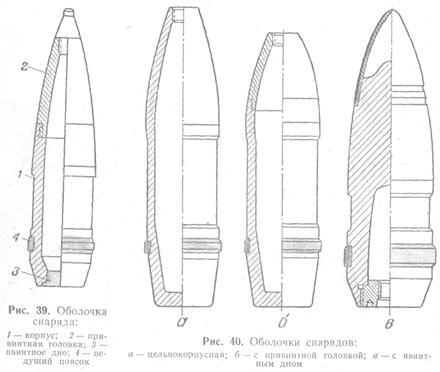 2
1
4
3
а
б
в
Рис. 39. Оболочка
снаряда:
1 — корпус; 2 — при-
винтная головка; 3 —
ввинтное дно; 4 — ве-
дущий поясок
Рис. 40. Оболочки снарядов:
а — цельнокорпусная; б — с привинтной головкой; в — с ввинт-
ным дном